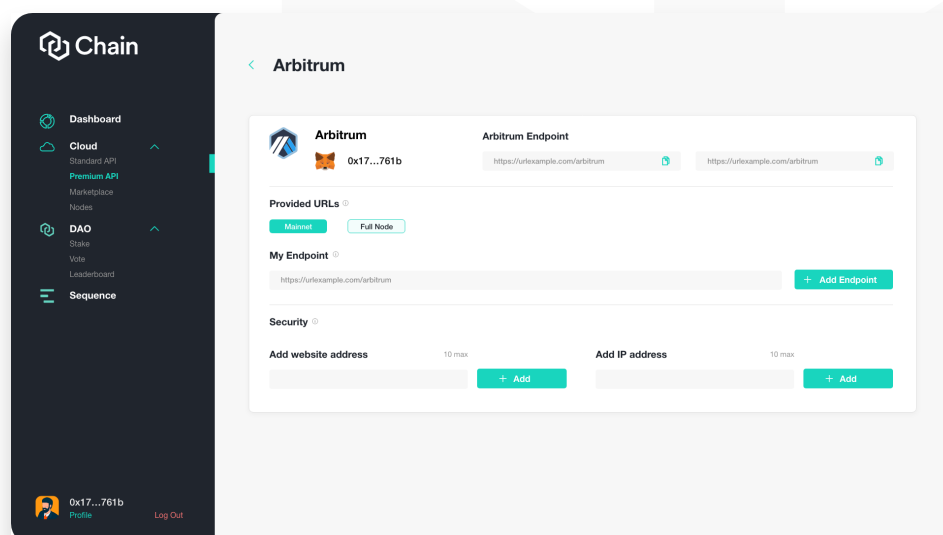 Chain
Dashboard
Cloud
Standard API
Premium API
Marketplace
Nodes
DAO
Stake
Vote
Leaderboard
Sequence
0x17...761b
Profile
Log Out
Arbitrum
Arbitrum
0x17...761b
Arbitrum Endpoint
https://urlexample.com/arbitrum
https://urlexample.com/arbitrum
Provided URLs
Mainnet
Full Node
My Endpoint
https://urlexample.com/arbitrum
+ Add Endpoint
Security
Add website address
10 max
+ Add
Add IP address
10 max
+ Add